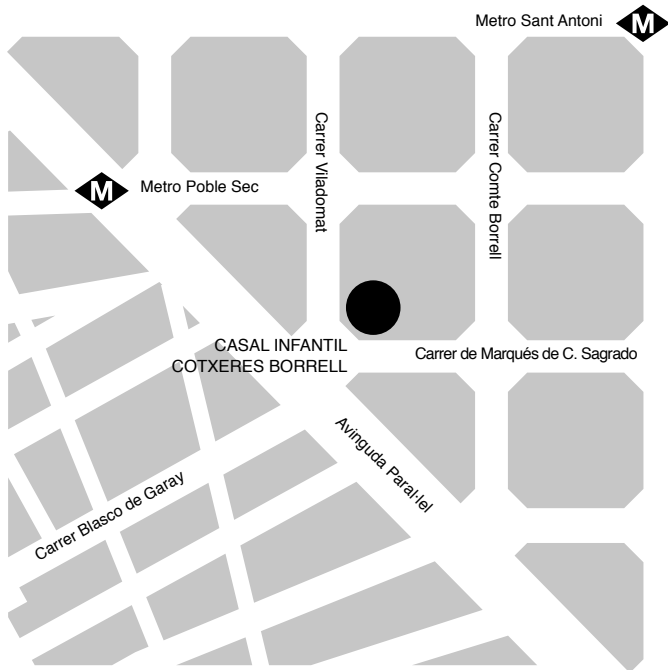 Metro Sant Antoni
M
Carrer Viladomat
Carrer Comte Borrell
M
Metro Poble Sec
CASAL INFANTIL
COTXERES BORRELL
Carrer de Marqués de C. Sagrado
Avinguda Paral·lel
Carrer Blasco de Garay